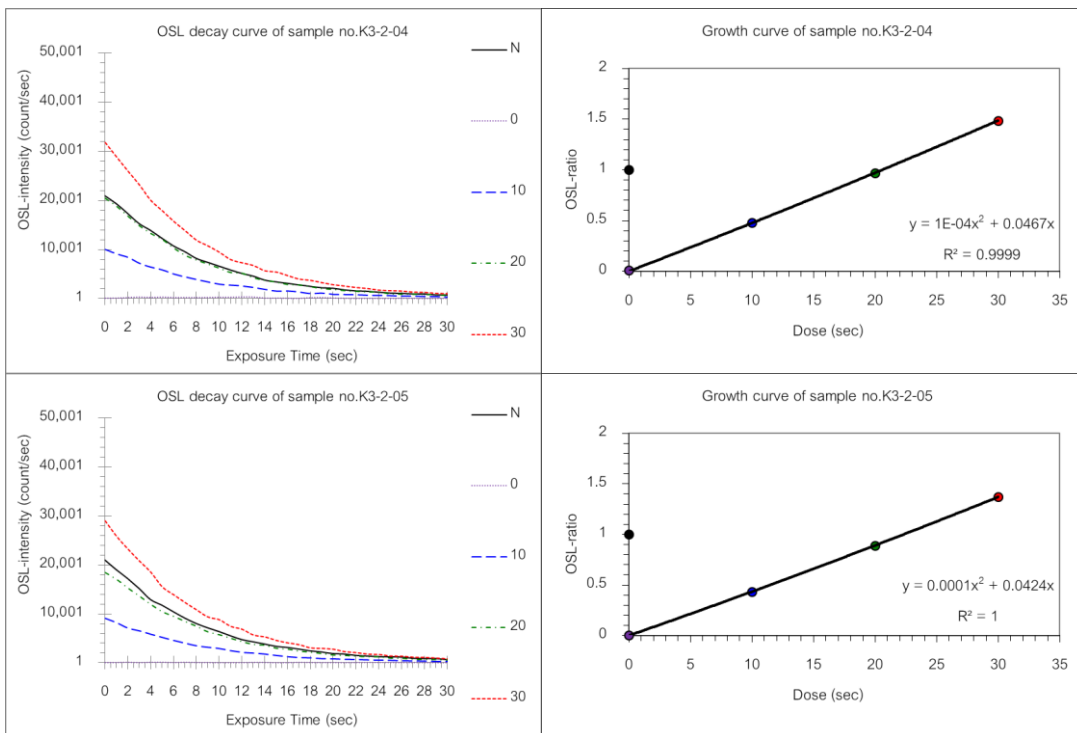 OSL decay curve of sample no.K3-2-04
OSL-intensity (count/sec)
50,001
40,001
30,001
20,001
10,001
1
0 2 4 6 8 10 12 14 16 18 20 22 24 26 28 30
Exposure Time (sec)
N
0
10
20
30
Growth curve of sample no.K3-2-04
OSL-ratio
2
1.5
1
0.5
0
0 5 10 15 20 25 30 35
Dose (sec)
y = 1E-04x² + 0.0467x
R² = 0.9999
OSL decay curve of sample no.K3-2-05
OSL-intensity (count/sec)
50,001
40,001
30,001
20,001
10,001
1
0 2 4 6 8 10 12 14 16 18 20 22 24 26 28 30
Exposure Time (sec)
N
0
10
20
30
Growth curve of sample no.K3-2-05
OSL-ratio
2
1.5
1
0.5
0
0 5 10 15 20 25 30 35
Dose (sec)
y = 0.0001x² + 0.0424x
R² = 1